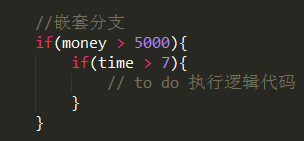 //嵌套分支
if(money > 5000){
    if(time > 7){
        // to do 执行逻辑代码
    }
}